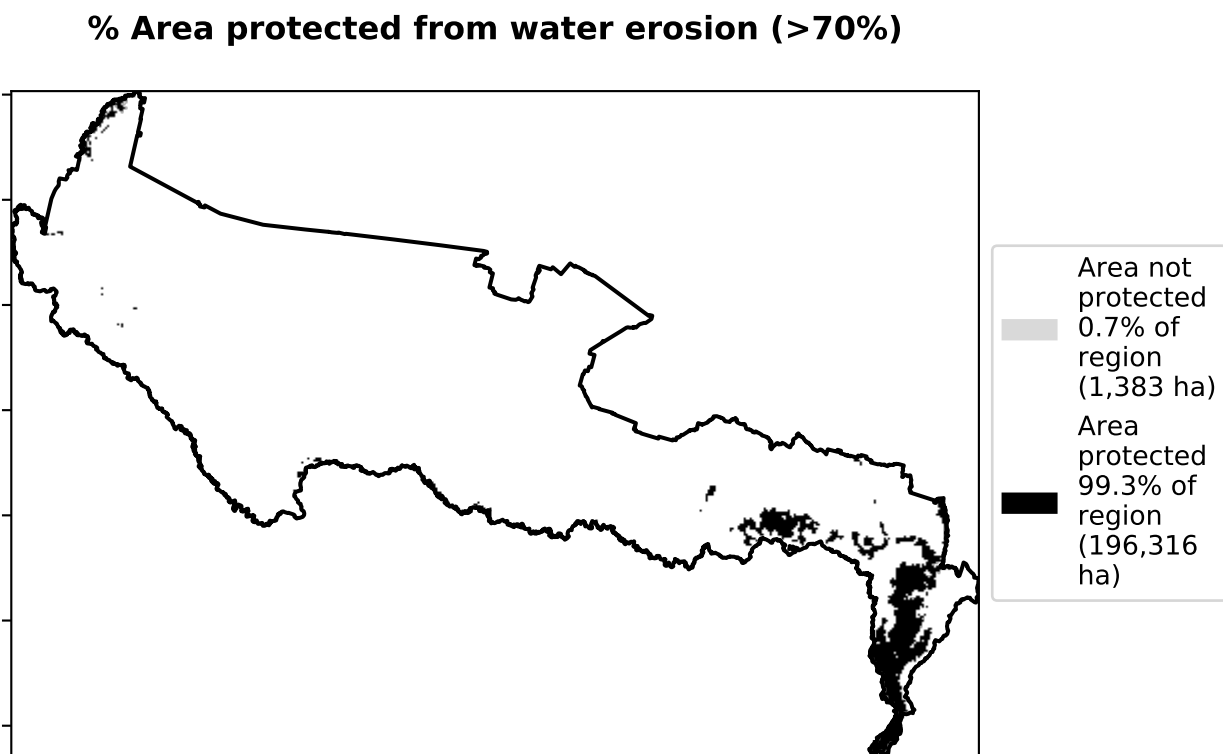 % Area protected from water erosion (>70%)
Area not
protected
0.7% of
region
(1,383 ha)
Area
protected
99.3% of
region
(196,316
ha)